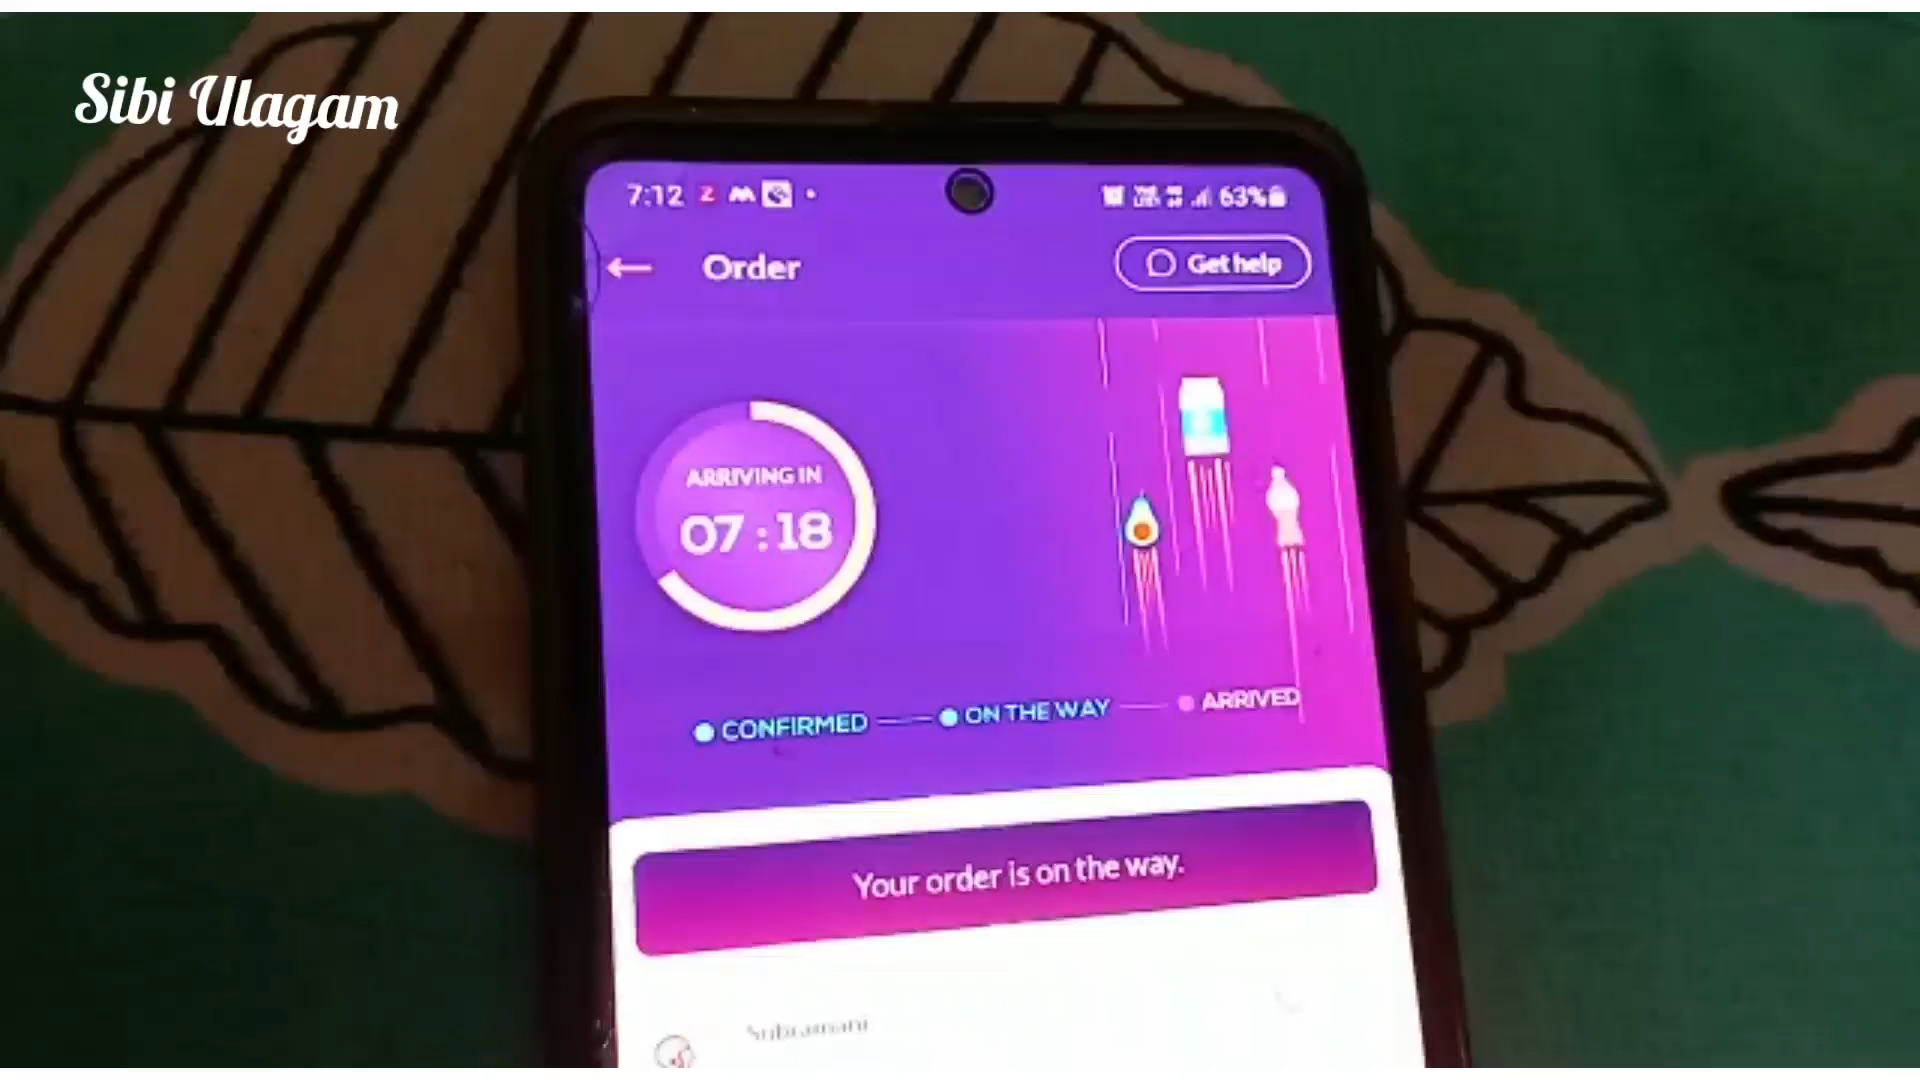 Sibi Ulagam
7:12 63%
Order
Get help
ARRIVING IN
07 : 18
CONFIRMED ON THE WAY ARRIVED
Your order is on the way.
Subramani